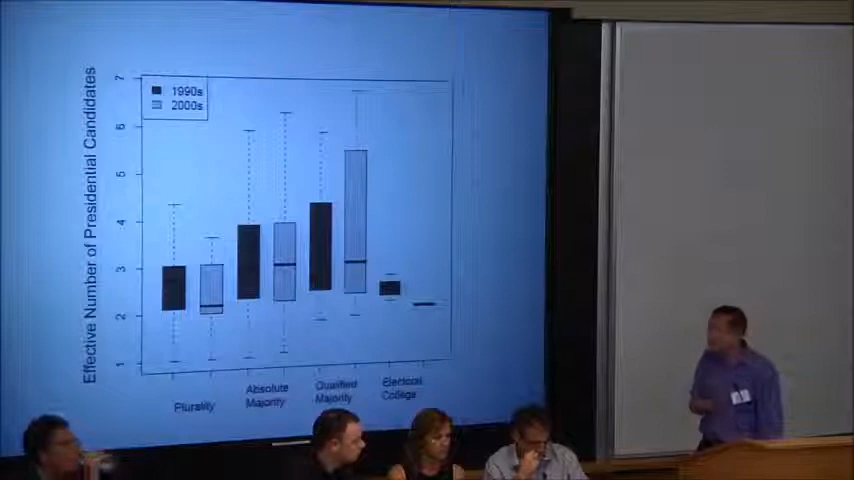 Effective Number of Presidential Candidates
7
6
5
4
3
2
1
1990s
2000s
Plurality
Absolute Majority
Qualified Majority
Electoral College